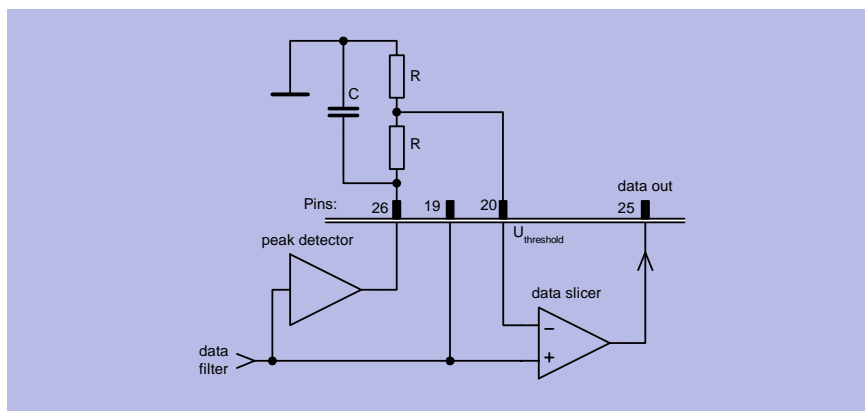 R
C
R
data out
Pins:
26
19
20
25
Uthreshold
peak detector
data slicer
−
+
data
filter